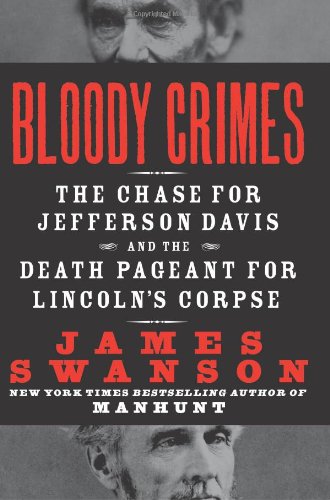 BLOODY CRIMES
THE CHASE FOR
JEFFERSON DAVIS
AND THE
DEATH PAGEANT FOR
LINCOLN'S CORPSE
JAMES
SWANSON
NEW YORK TIMES BESTSELLING AUTHOR OF
MANHUNT